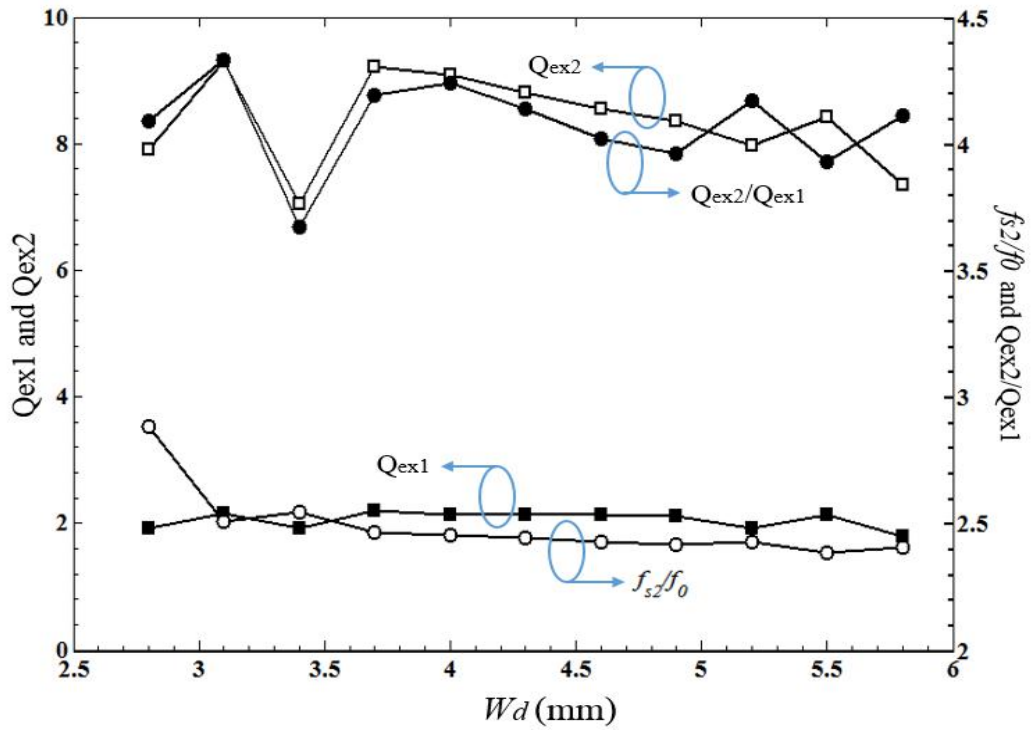 10
8
6
4
2
0
Qex1 and Qex2
4.5
4
3.5
3
2.5
2
fs2/f0 and Qex2/Qex1
Qex2
Qex2/Qex1
Qex1
fs2/f0
2.5 3 3.5 4 4.5 5 5.5 6
Wd (mm)